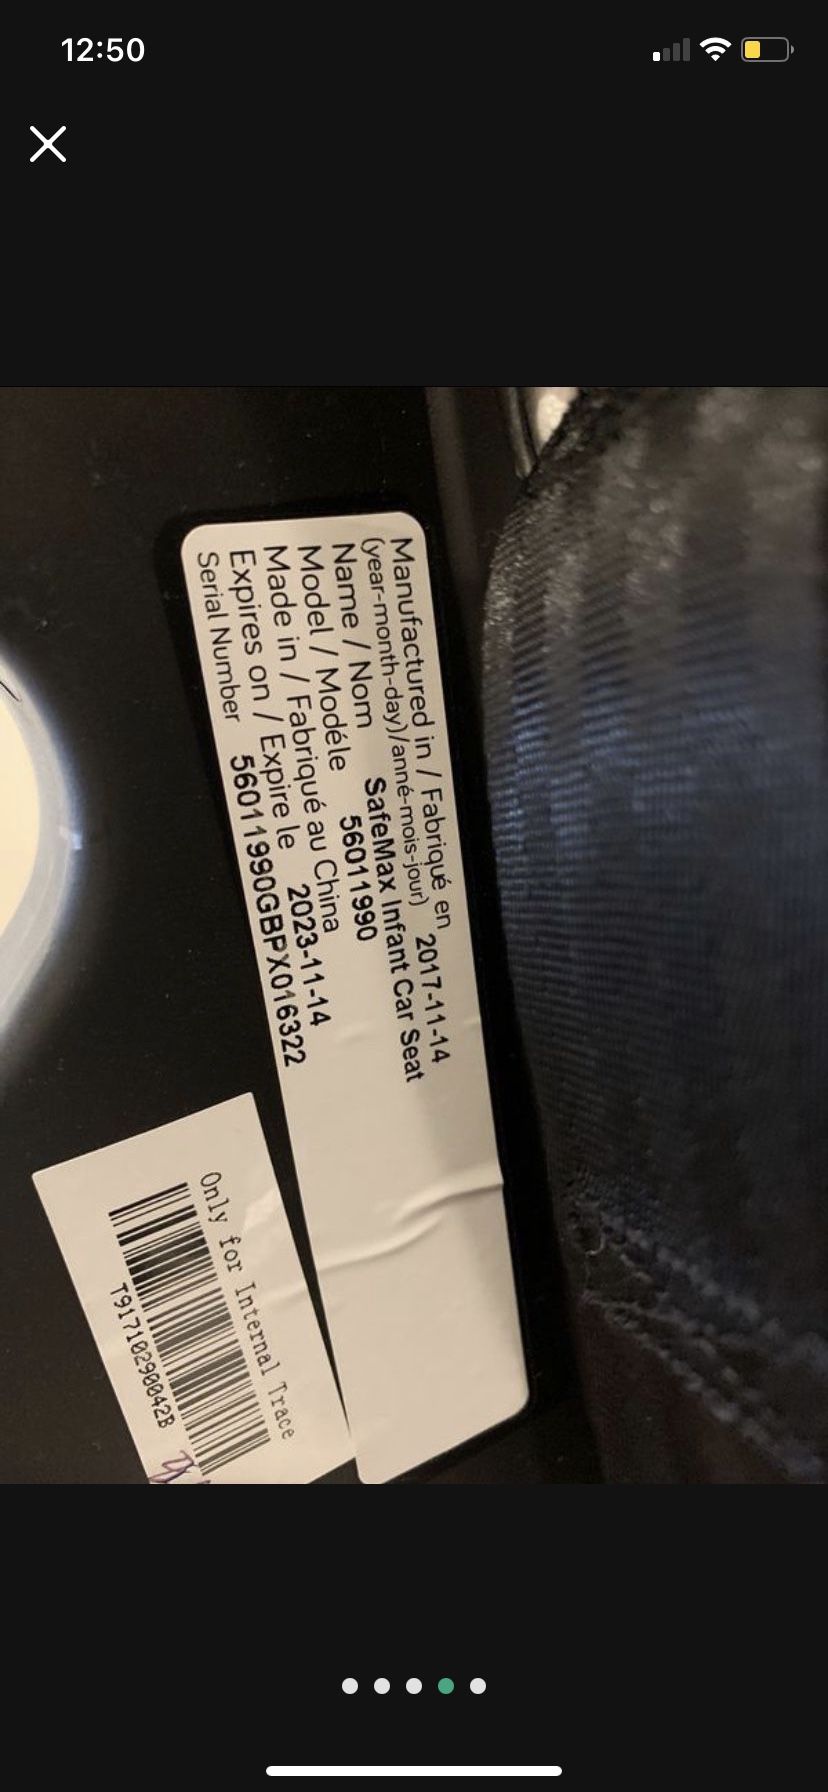 12:50
Manufactured in / Fabriqué en 2017-11-14
(year-month-day)/anné-mois-jour)
Name / Nom SafeMax Infant Car Seat
Model / Modéle 56011990
Made in / Fabriqué au China
Expires on / Expire le 2023-11-14
Serial Number 56011990GBPX016322
Only for Internal Trace
T91710290042B